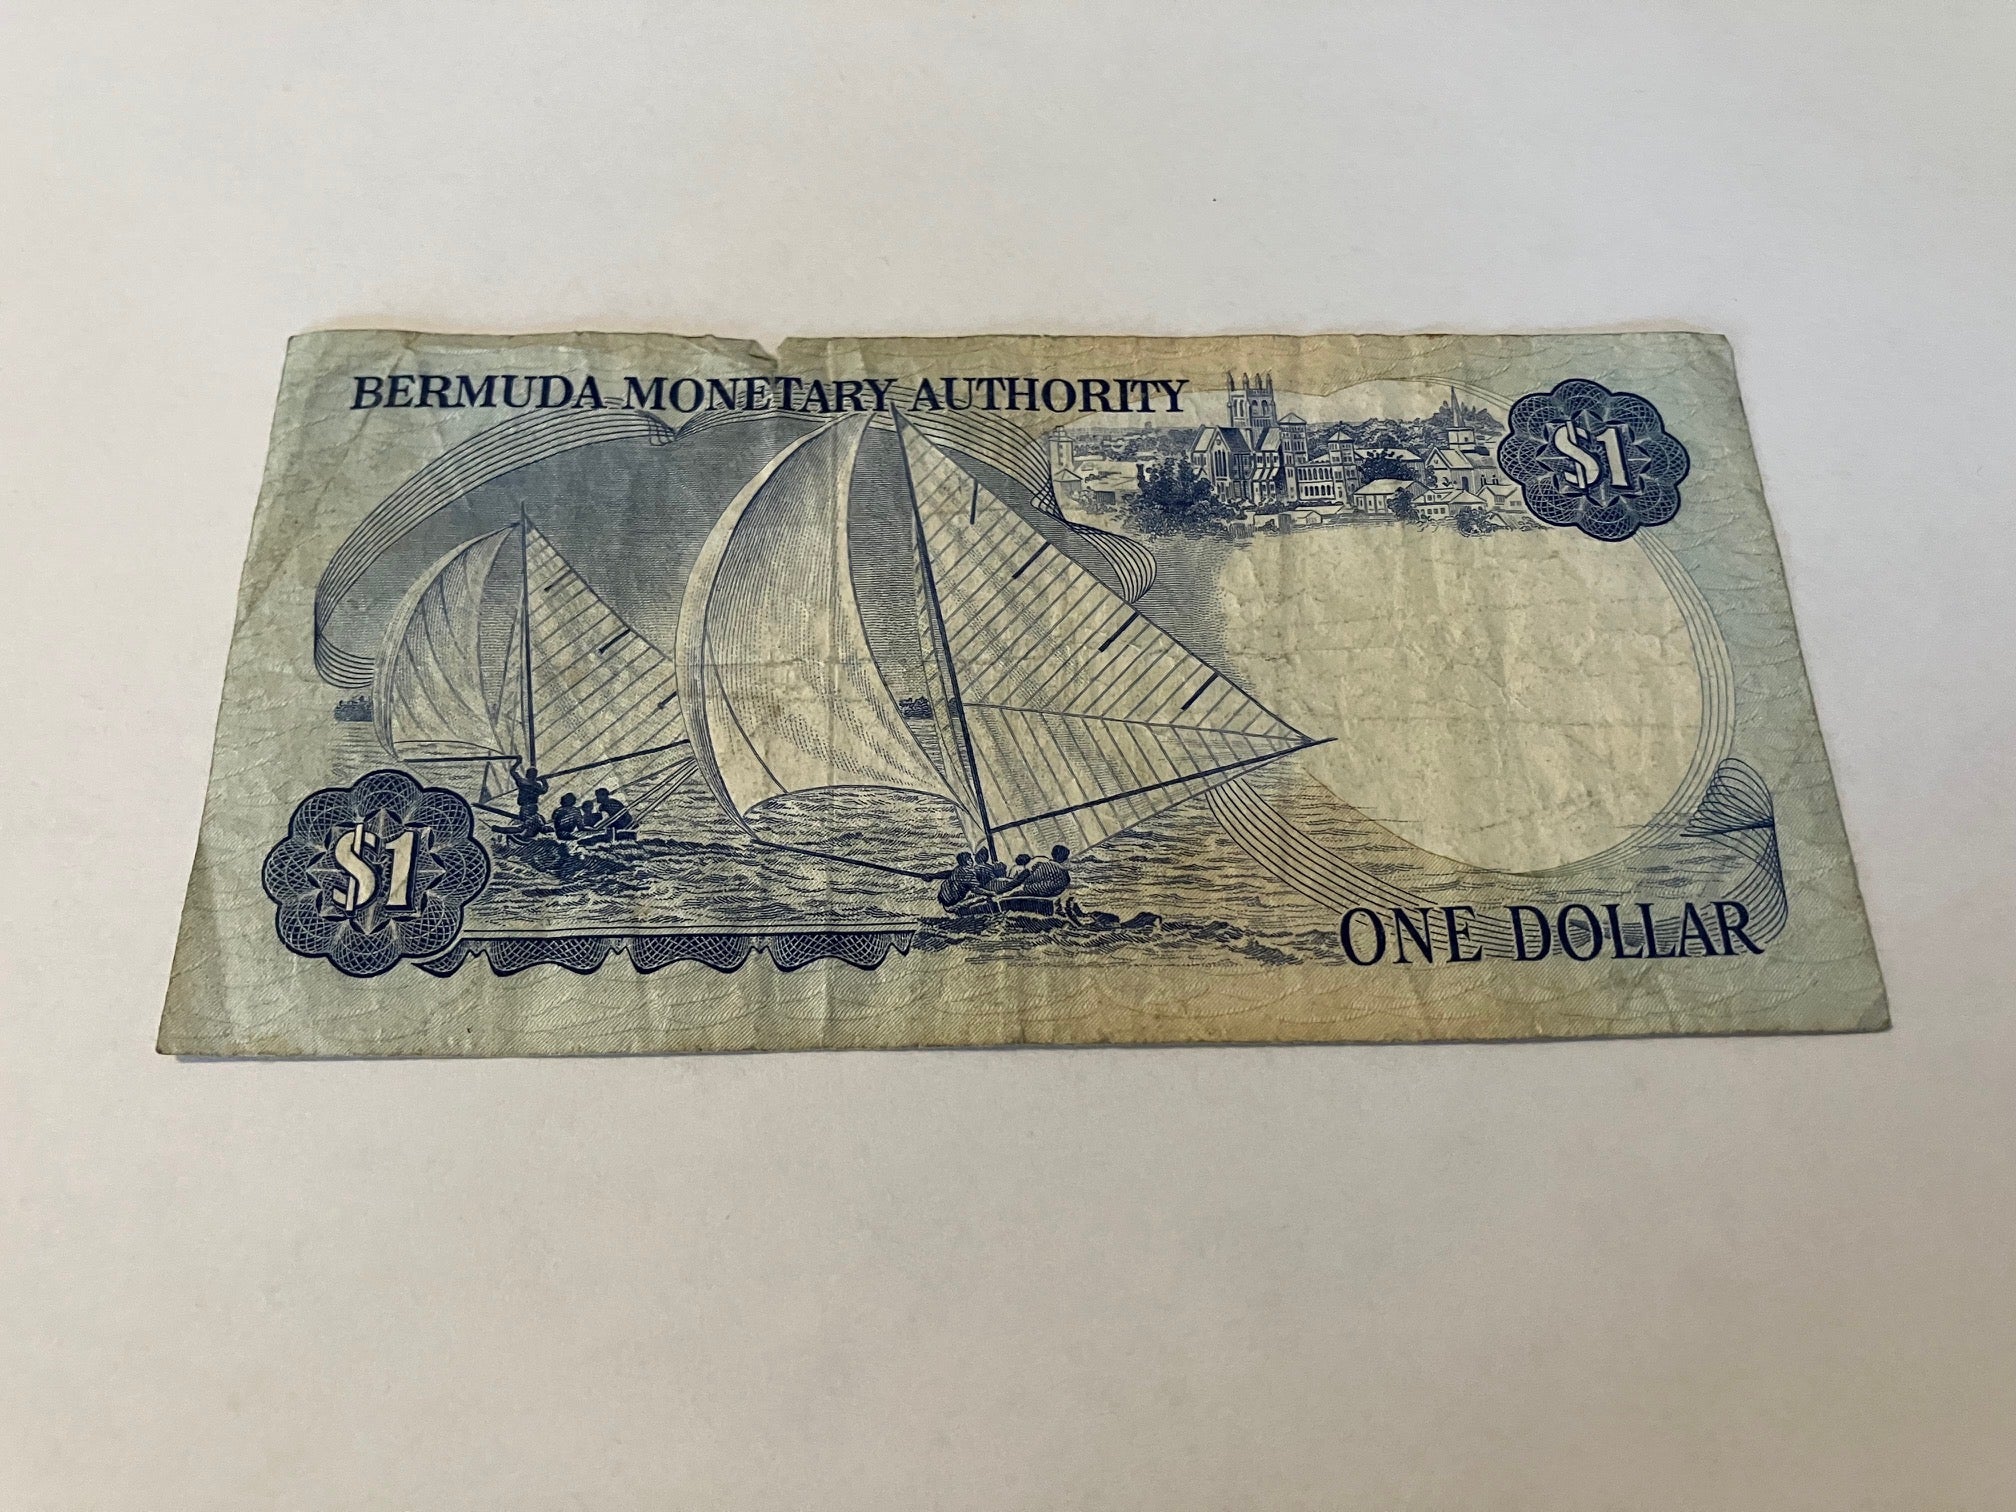 BERMUDA MONETARY AUTHORITY
$1
$1
ONE DOLLAR